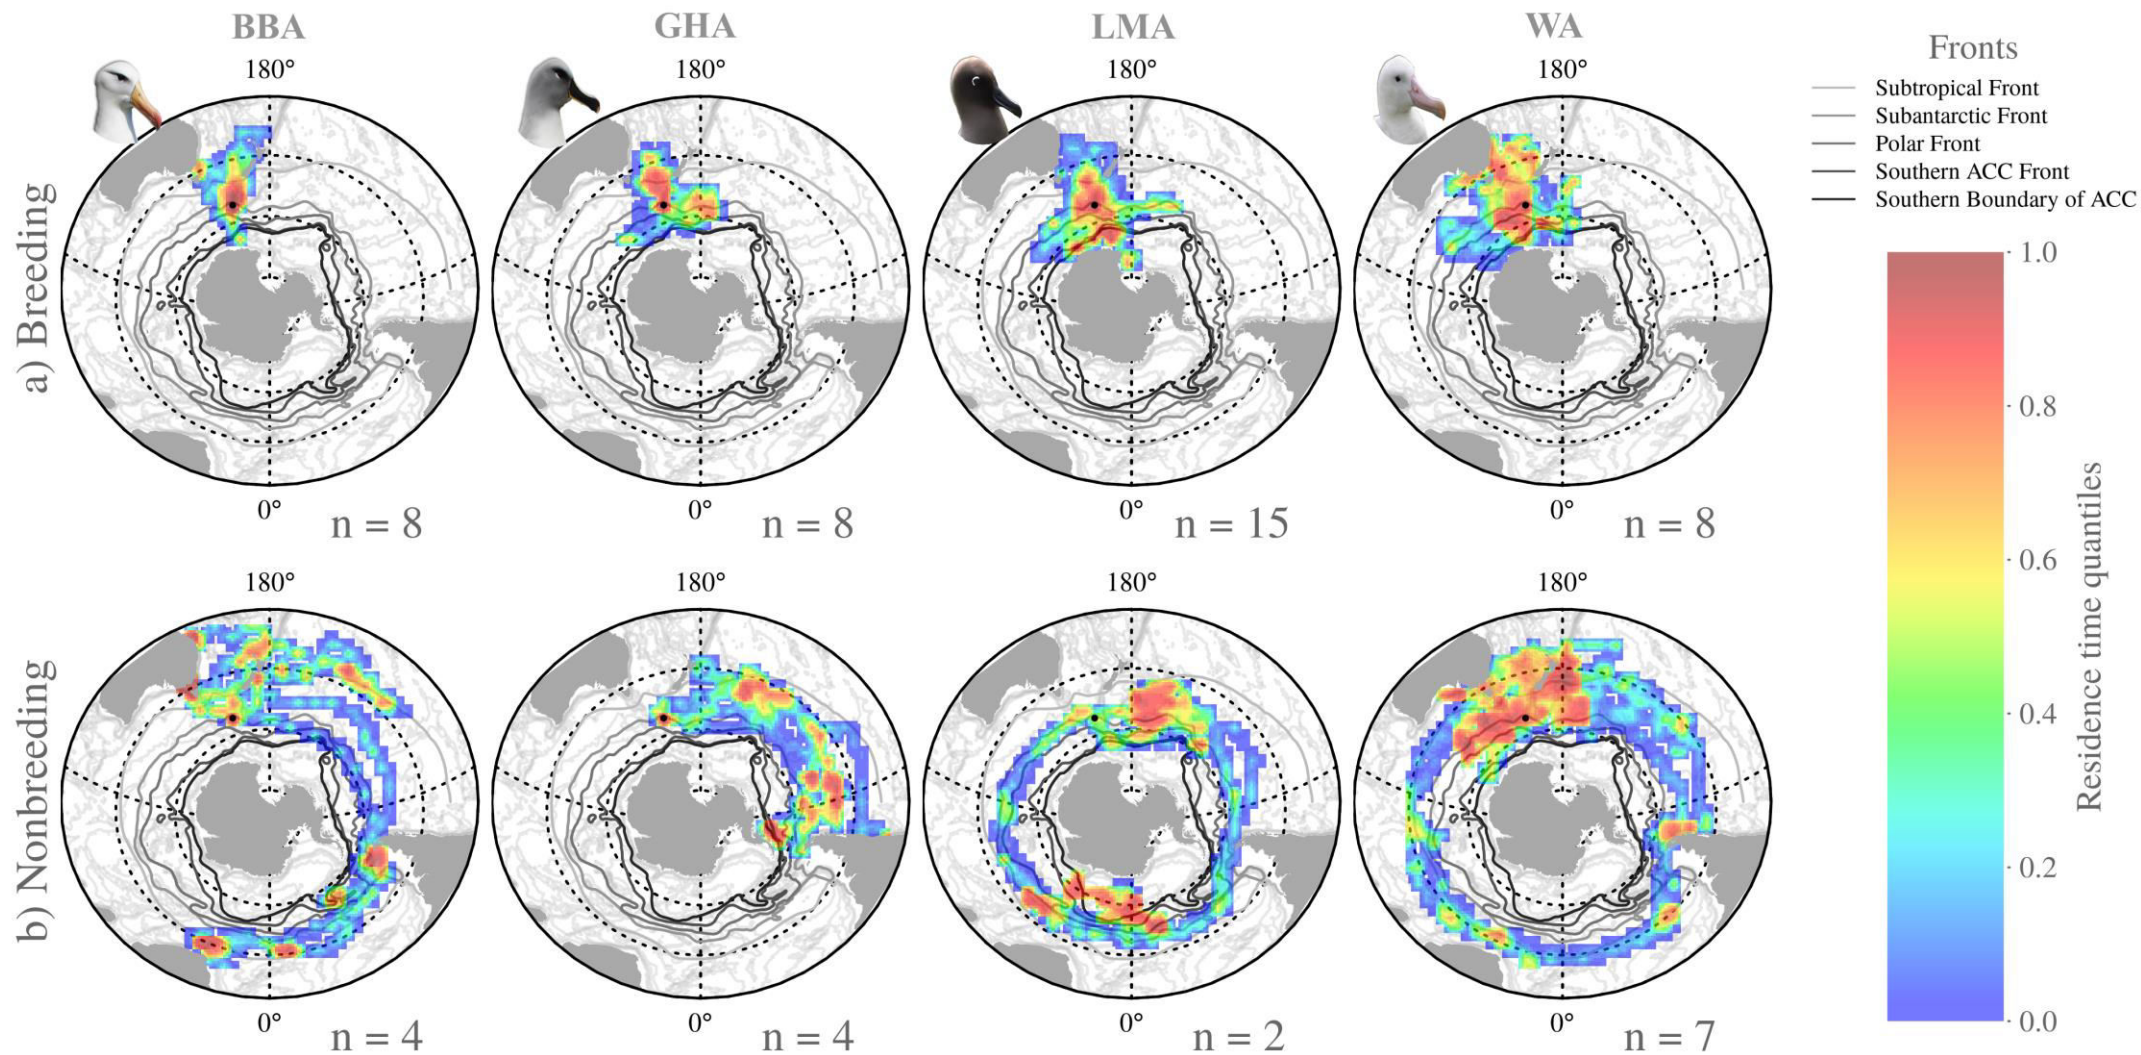 BBA GHA LMA WA
180° 180° 180° 180°
Fronts
Subtropical Front
Subantarctic Front
Polar Front
Southern ACC Front
Southern Boundary of ACC
a) Breeding
0° 0° 0° 0°
n = 8 n = 8 n = 15 n = 8
180° 180° 180° 180°
b) Nonbreeding
0° 0° 0° 0°
n = 4 n = 4 n = 2 n = 7
1.0
0.8
0.6
0.4
0.2
0.0
Residence time quantiles